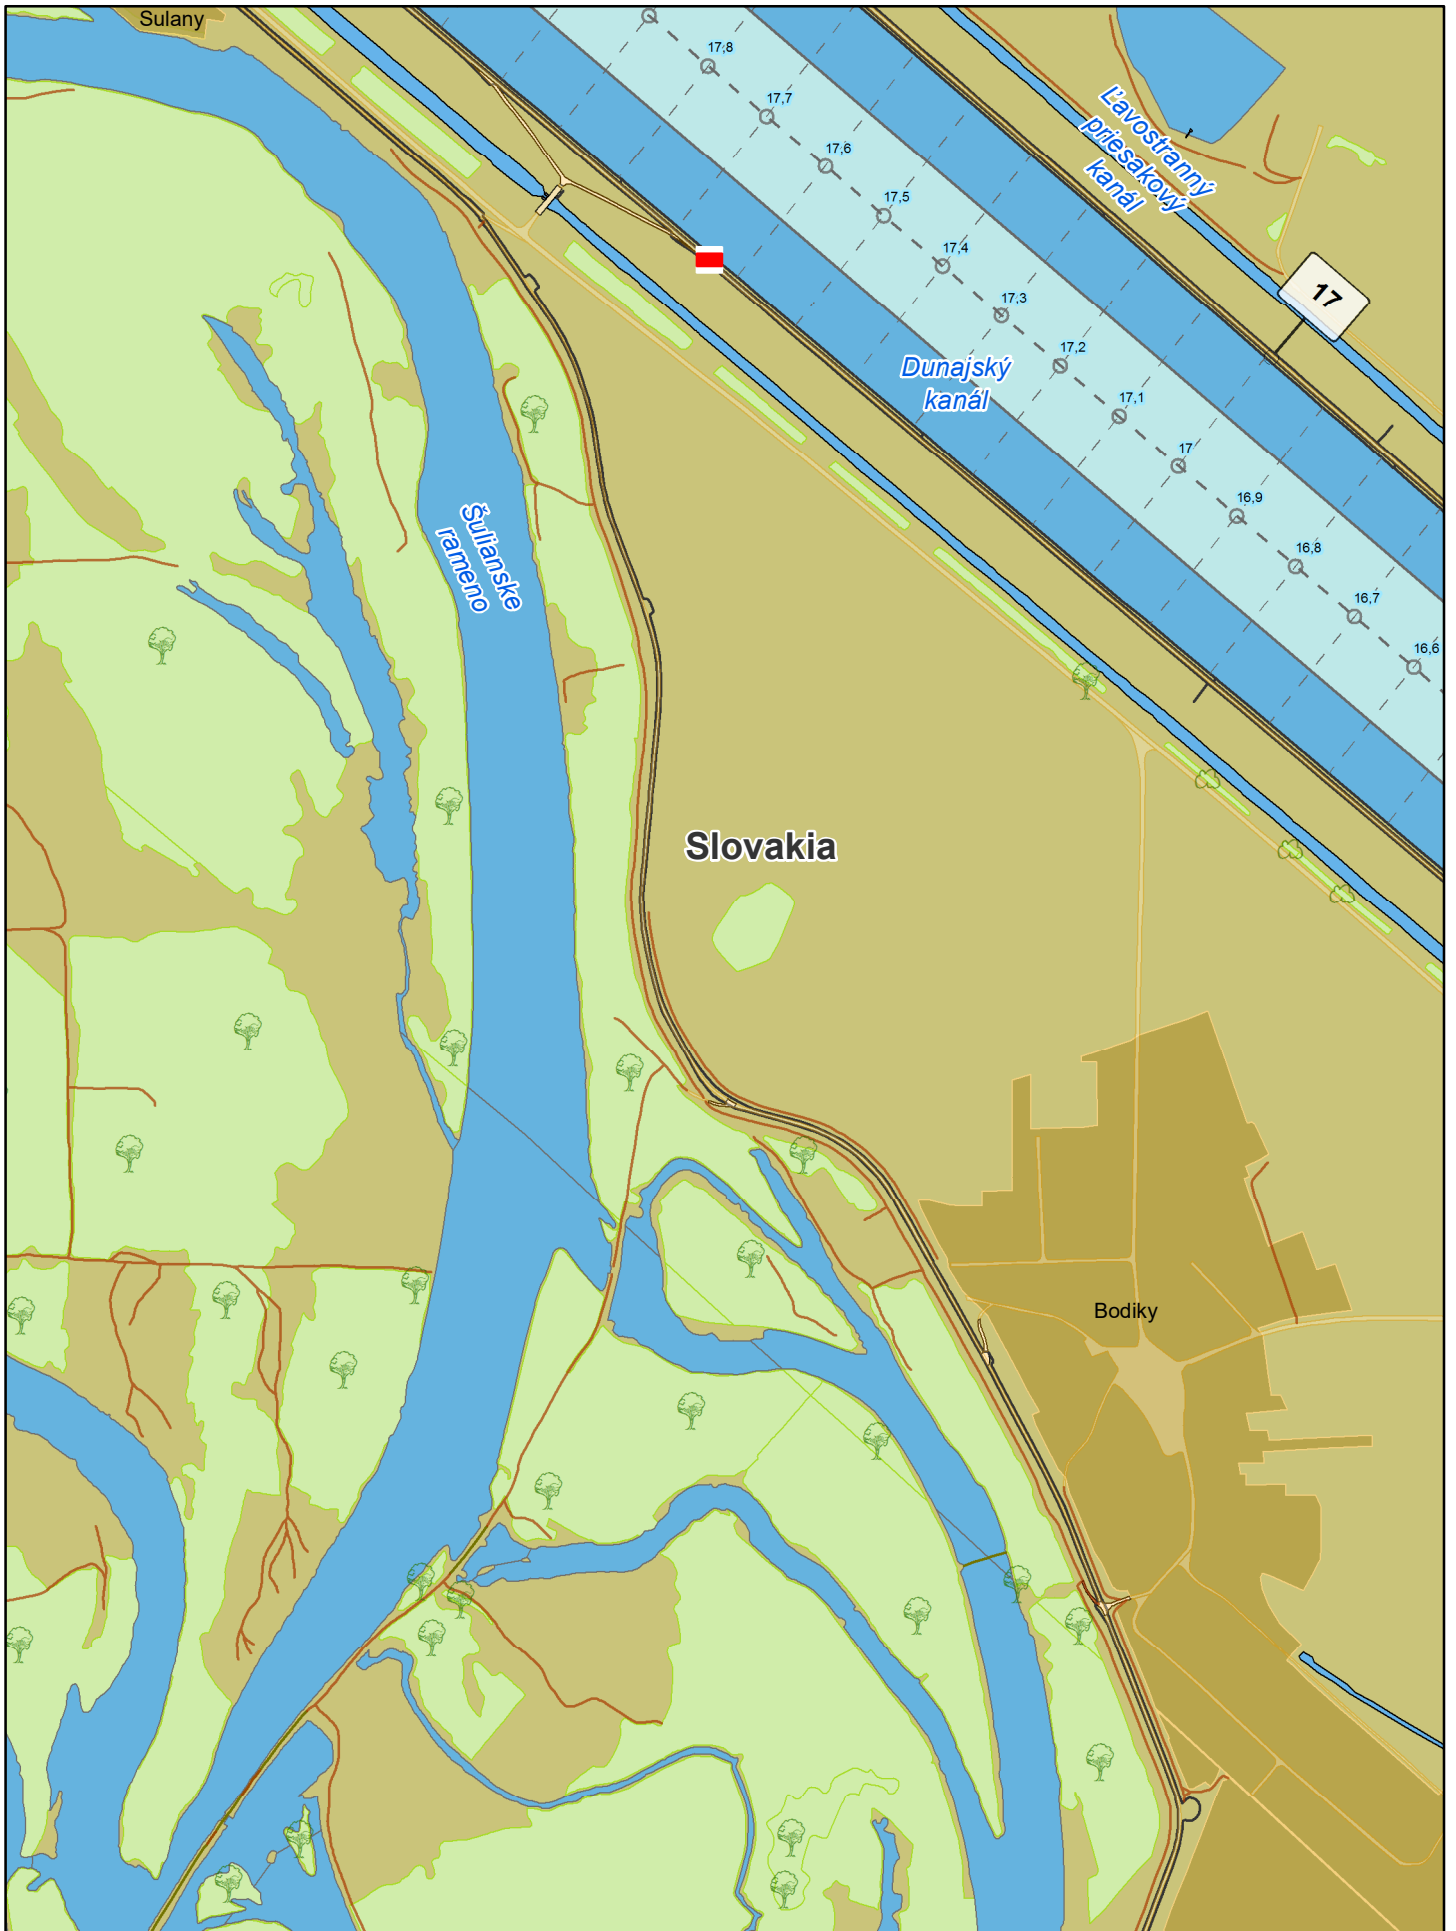 Sulany
17,8
17,7
17,6
17,5
17,4
17,3
17,2
17,1
17
16,9
16,8
16,7
16,6
Ľavostranný
priesakový
kanál
17
Dunajský
kanál
Šulianske
rameno
Slovakia
Bodiky